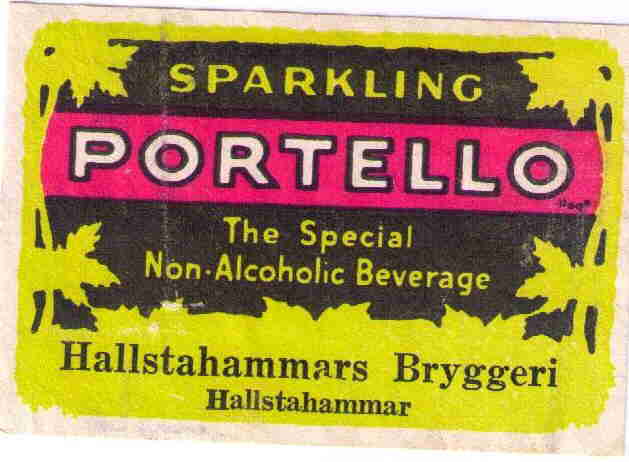 SPARKLING
PORTELLO
The Special
Non-Alcoholic Beverage
Hallstahammars Bryggeri
Hallstahammar